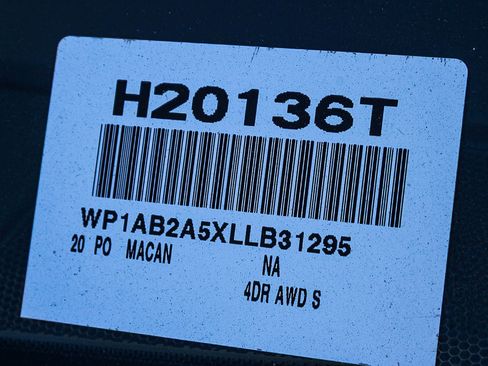 H20136T
WP1AB2A5XLLB31295
20 PO MACAN NA
4DR AWD S